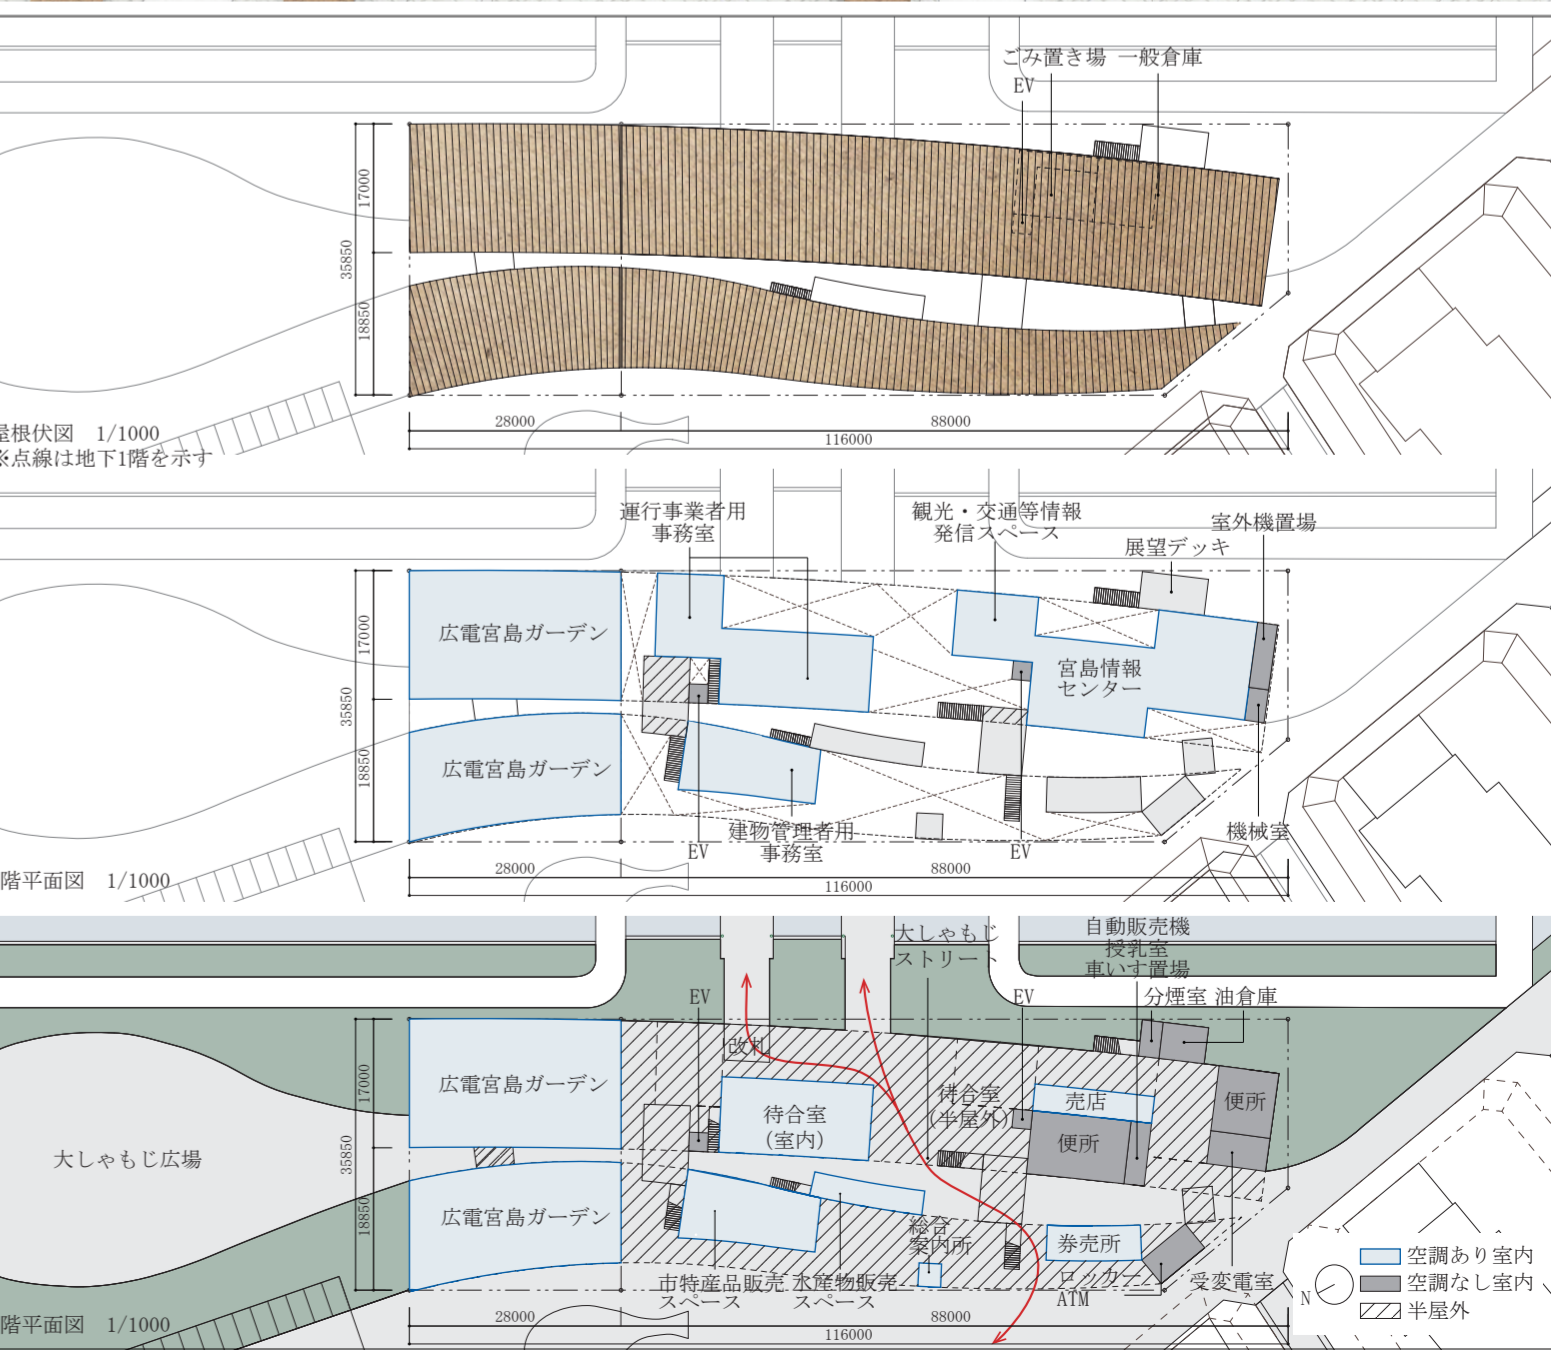 ごみ置き場 一般倉庫
EV
17000
35850
18850
28000
88000
116000
屋根伏図 1/1000
※点線は地下1階を示す
運行事業者用
事務室
観光・交通等情報
発信スペース
室外機置場
展望デッキ
広電宮島ガーデン
宮島情報
センター
17000
35850
18850
広電宮島ガーデン
建物管理者用
事務室
EV
EV
機械室
28000
88000
116000
階平面図 1/1000
大しゃもじ
ストリート
自動販売機
授乳室
車いす置場
EV
EV
分煙室 油倉庫
改札
広電宮島ガーデン
待合室
(室内)
待合室
(半屋外)
売店
便所
便所
大しゃもじ広場
17000
35850
18850
広電宮島ガーデン
総合
案内所
券売所
市特産品販売
スペース
水産物販売
スペース
ロッカー
ATM
受変電室
空調あり室内
空調なし室内
半屋外
N
28000
88000
116000
階平面図 1/1000